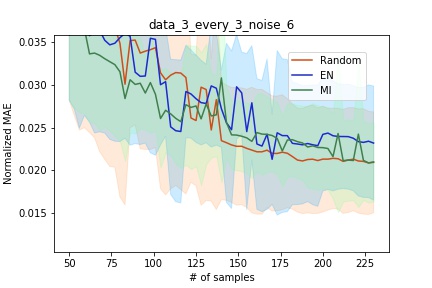 data_3_every_3_noise_6
Normalized MAE
0.035
0.030
0.025
0.020
0.015
Random
EN
MI
50 75 100 125 150 175 200 225
# of samples